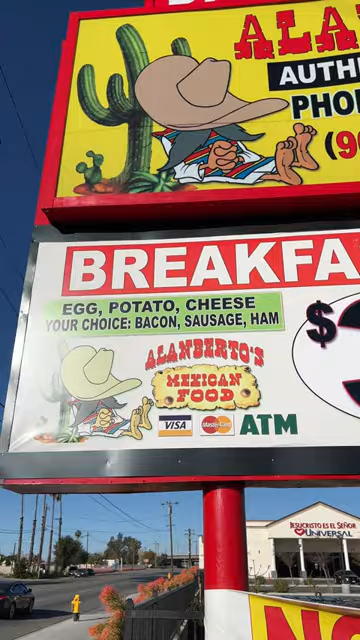 ALA
AUTH
PHO
(9
BREAKFA
EGG, POTATO, CHEESE
YOUR CHOICE: BACON, SAUSAGE, HAM
$
ALANBERTO'S
MEXICAN
FOOD
VISA MasterCard ATM
JESUCRISTO ES EL SEÑOR
UNIVERSAL